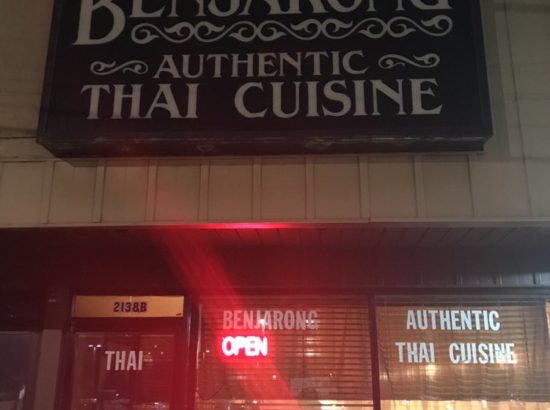 BENJARONG
AUTHENTIC
THAI CUISINE
2138B
THAI
BENJARONG
OPEN
AUTHENTIC
THAI CUISINE